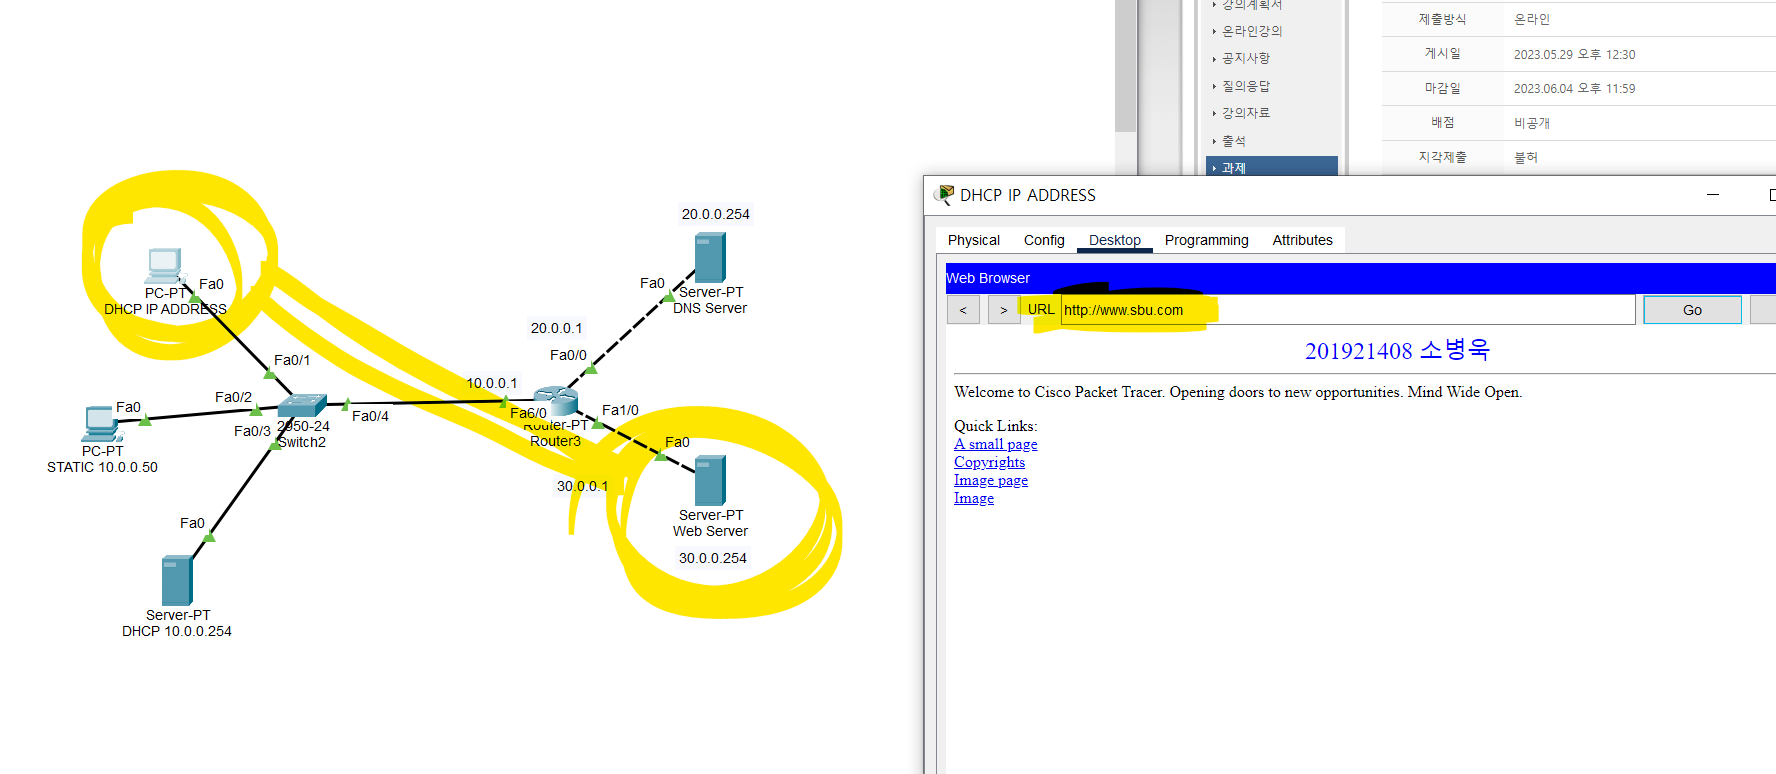 강의계획서
온라인강의
공지사항
질의응답
강의자료
출석
과제
제출방식 온라인
게시일 2023.05.29 오후 12:30
마감일 2023.06.04 오후 11:59
배점 비공개
지각제출 불허
20.0.0.254
Fa0
Server-PT
DNS Server
Fa0
PC-PT
DHCP IP ADDRESS
20.0.0.1
Fa0/0
Fa0/1
10.0.0.1
Fa0/2
Fa0
Fa0/4
Fa6/0
Fa1/0
Fa0/3
2950-24
Switch2
Router-PT
Router3
Fa0
PC-PT
STATIC 10.0.0.50
30.0.0.1
Server-PT
Web Server
30.0.0.254
Fa0
Server-PT
DHCP 10.0.0.254
DHCP IP ADDRESS
Physical Config Desktop Programming Attributes
Web Browser
< > URL http://www.sbu.com Go
201921408 소병욱
Welcome to Cisco Packet Tracer. Opening doors to new opportunities. Mind Wide Open.
Quick Links:
A small page
Copyrights
Image page
Image